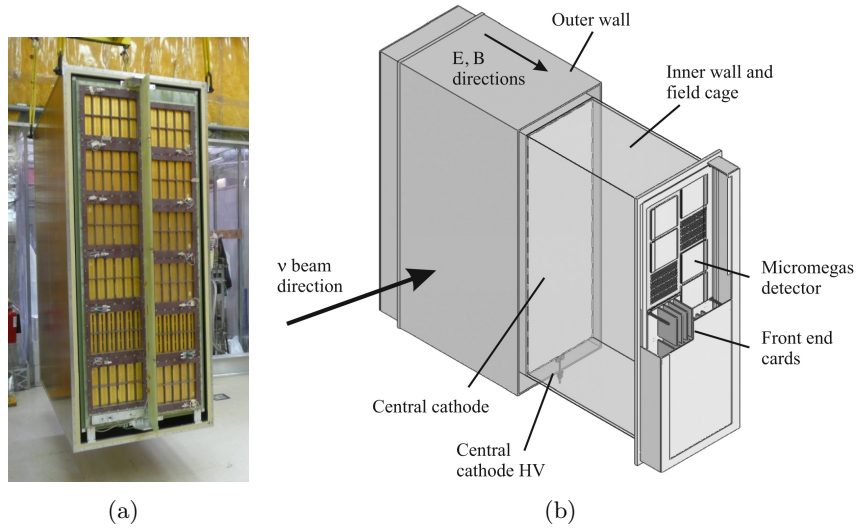 Outer wall
E, B
directions
Inner wall and
field cage
ν beam
direction
Micromegas
detector
Front end
cards
Central cathode
Central
cathode HV
(a)
(b)